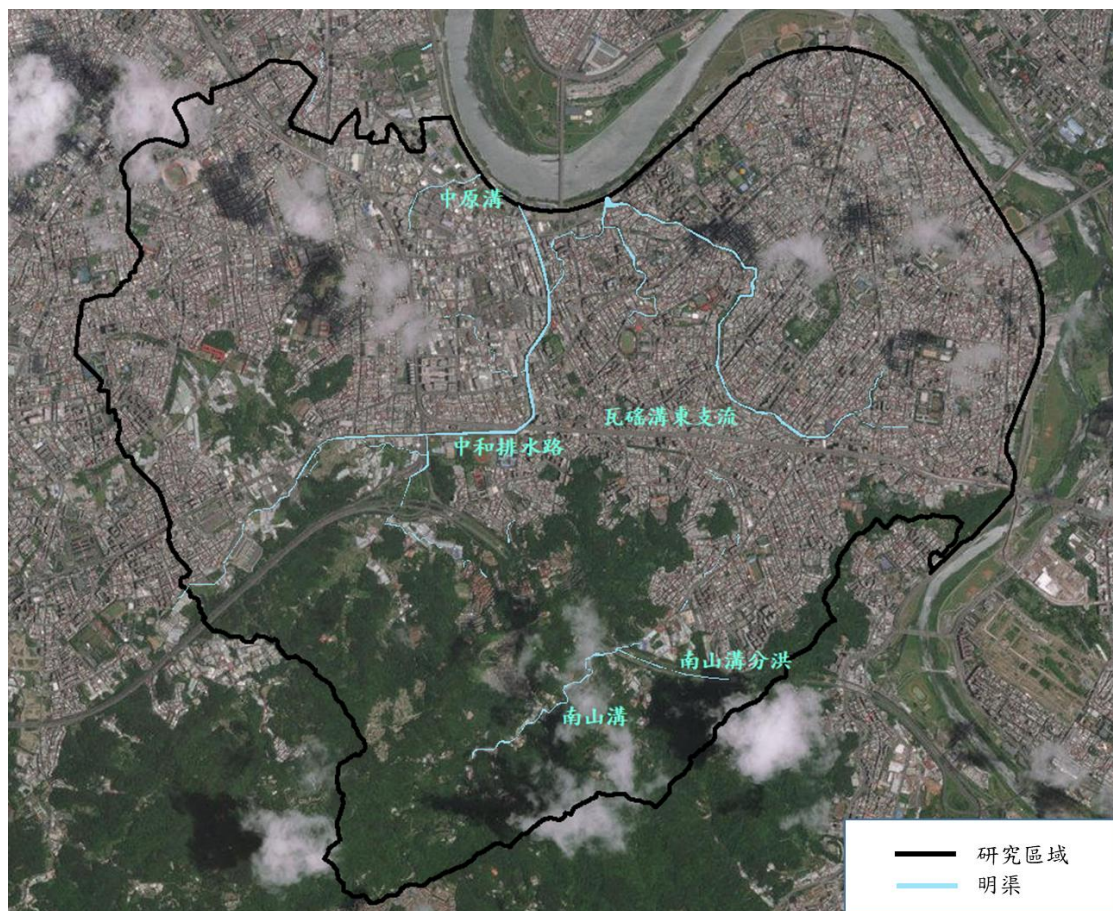 中原溝
瓦磘溝東支流
中和排水路
南山溝分洪
南山溝
研究區域
明渠